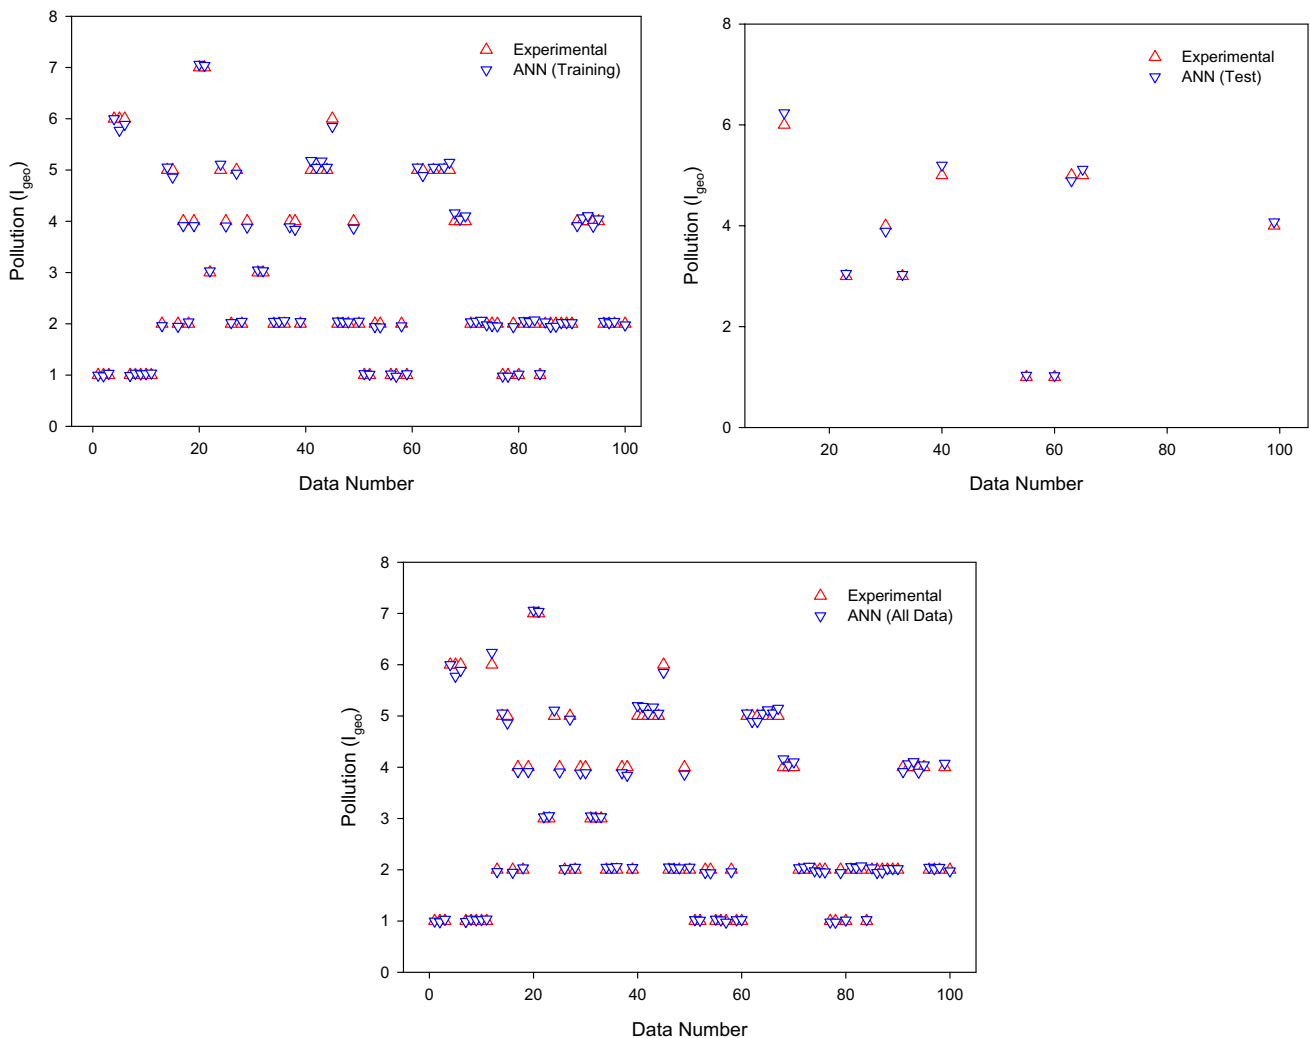 8
7
6
5
4
3
2
1
0
Pollution (Igeo)
Experimental
ANN (Training)
0 20 40 60 80 100
Data Number
8
6
4
2
0
Pollution (Igeo)
Experimental
ANN (Test)
20 40 60 80 100
Data Number
8
7
6
5
4
3
2
1
0
Pollution (Igeo)
Experimental
ANN (All Data)
0 20 40 60 80 100
Data Number